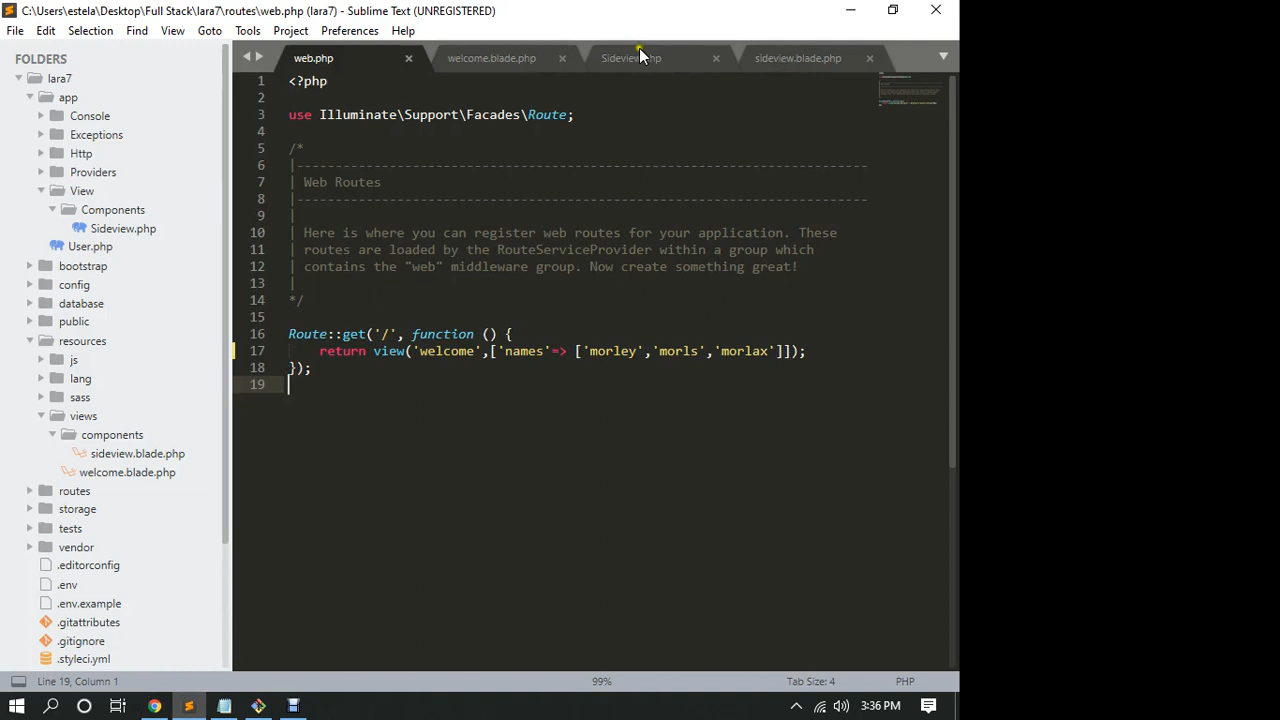 C:\Users\estela\Desktop\Full Stack\lara7\routes\web.php (lara7) - Sublime Text (UNREGISTERED)
File Edit Selection Find View Goto Tools Project Preferences Help
FOLDERS
lara7
app
Console
Exceptions
Http
Providers
View
Components
Sideview.php
User.php
bootstrap
config
database
public
resources
js
lang
sass
views
components
sideview.blade.php
welcome.blade.php
routes
storage
tests
vendor
.editorconfig
.env
.env.example
.gitattributes
.gitignore
.styleci.yml
web.php welcome.blade.php Sideview.php sideview.blade.php
1 <?php
2
3 use Illuminate\Support\Facades\Route;
4
5 /*
6 |--------------------------------------------------------------------------
7 | Web Routes
8 |--------------------------------------------------------------------------
9 |
10 | Here is where you can register web routes for your application. These
11 | routes are loaded by the RouteServiceProvider within a group which
12 | contains the "web" middleware group. Now create something great!
13 |
14 */
15
16 Route::get('/', function () {
17 return view('welcome',['names'=> ['morley','morls','morlax']]);
18 });
19
Line 19, Column 1 99% Tab Size: 4 PHP
3:36 PM